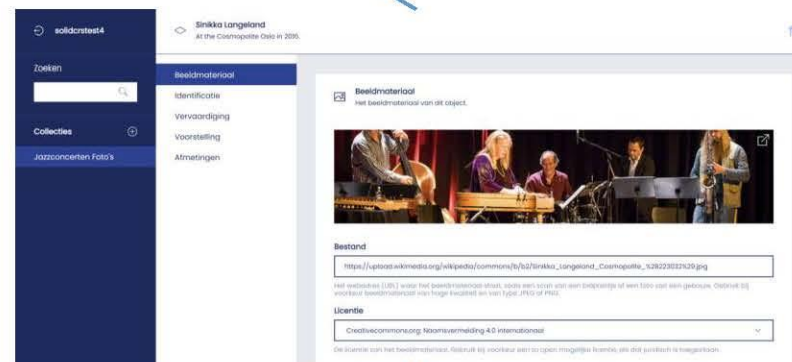 solidcrstest4
Sinikka Langeland
At the Cosmopolite Oslo in 2015.
Zoeken
Collecties
Jazzconcerten Foto's
Beeldmateriaal
Identificatie
Vervaardiging
Voorstelling
Afmetingen
Beeldmateriaal
Het beeldmateriaal van dit object.
Bestand
https://upload.wikimedia.org/wikipedia/commons/b/b2/Sinikka_Langeland_Cosmopolite_%28223032%29.jpg
Het webadres (URL) waar het beeldmateriaal staat, zoals een scan van een bidprentje of een foto van een gebouw. Gebruik bij
voorkeur beeldmateriaal van hoge kwaliteit en van type JPEG of PNG.
Licentie
Creativecommons.org: Naamsvermelding 4.0 internationaal
De licentie van het beeldmateriaal. Gebruik bij voorkeur een zo open mogelijke licentie, als dat juridisch is toegestaan.